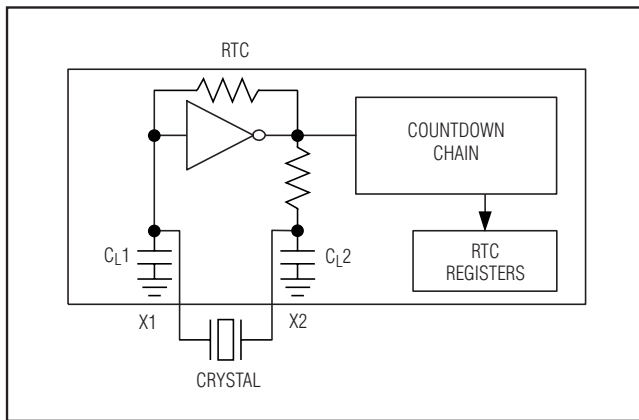 RTC
COUNTDOWN
CHAIN
CL1
CL2
RTC
REGISTERS
X1
X2
CRYSTAL